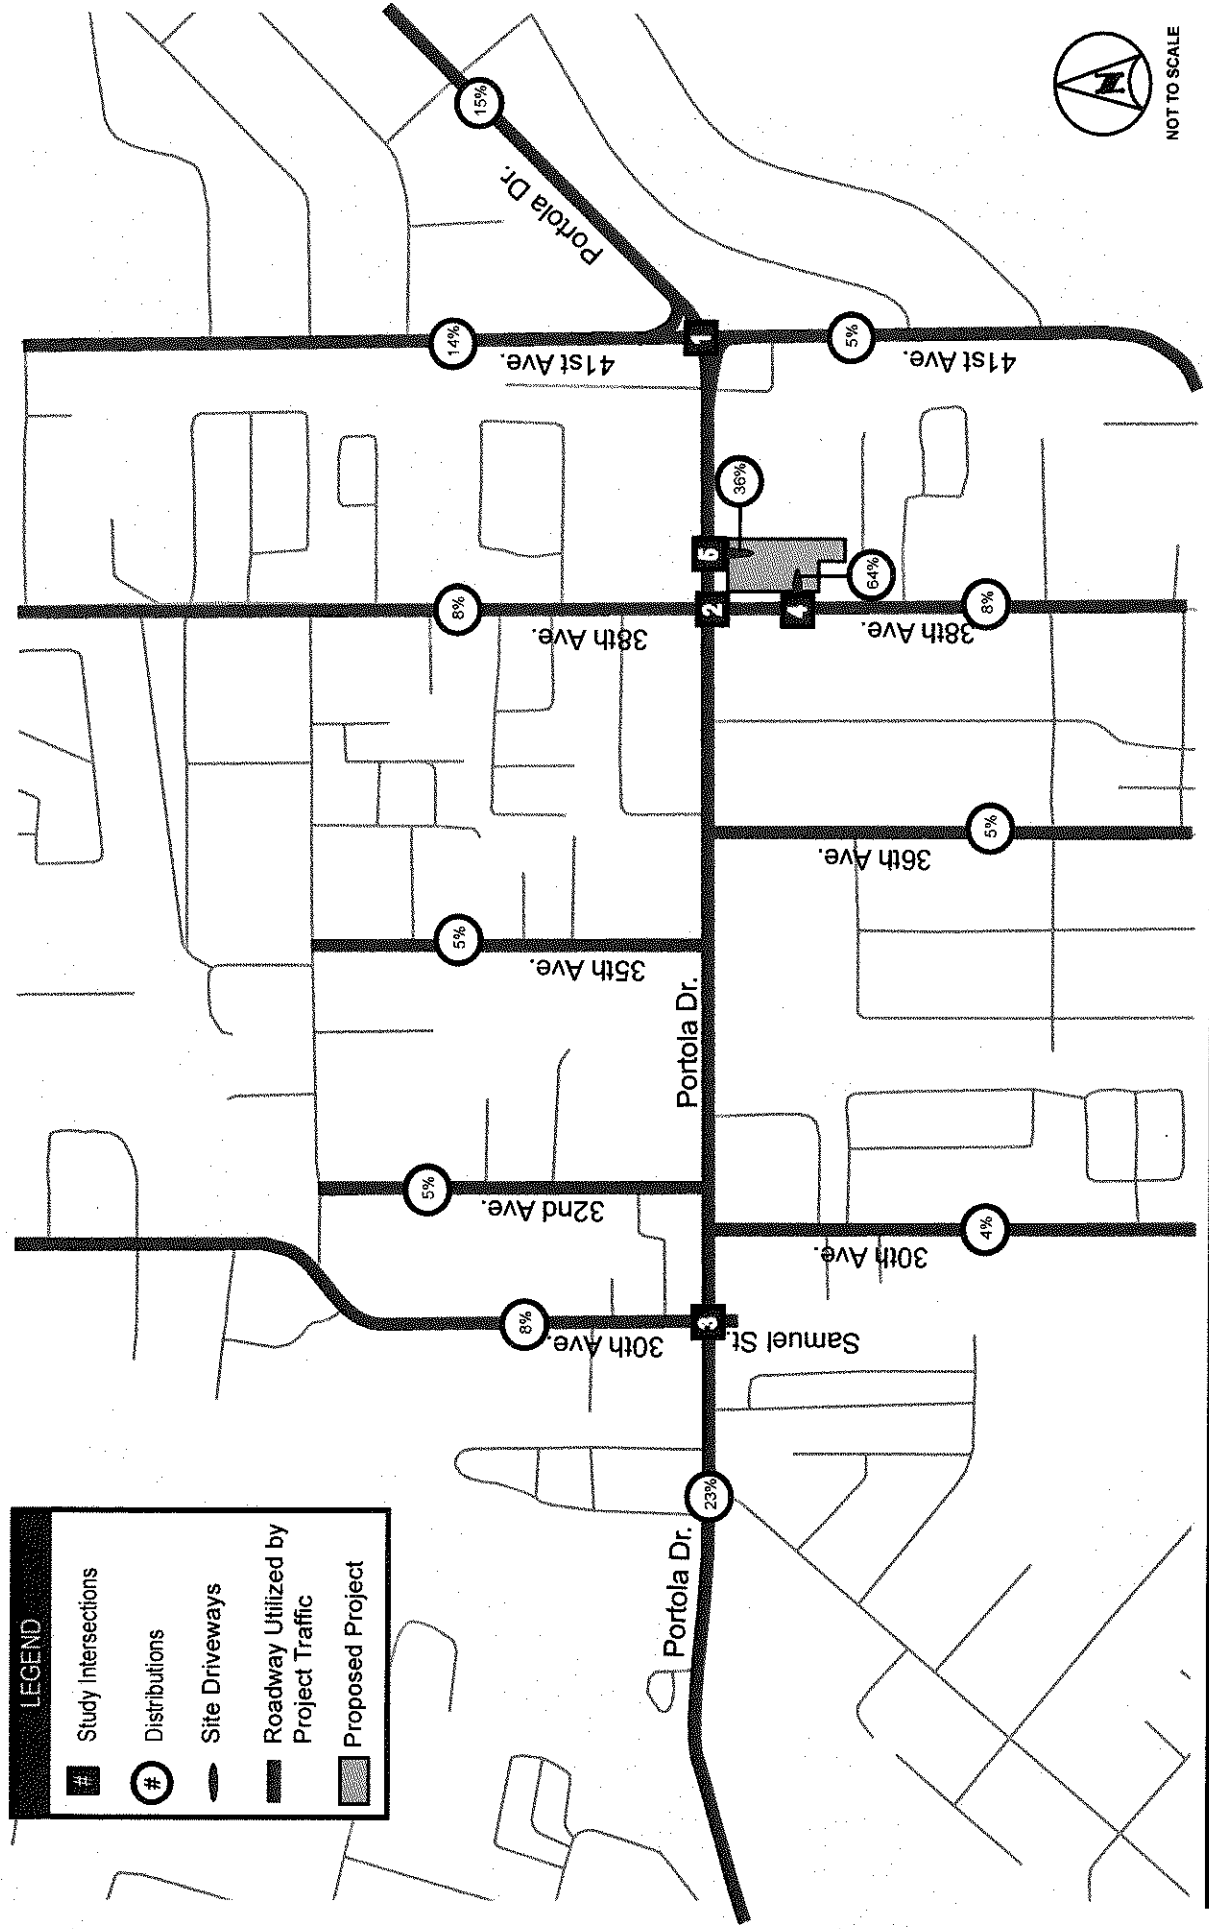 LEGEND
#
Study Intersections
#
Distributions
Site Driveways
Roadway Utilized by
Project Traffic
Proposed Project
Portola Dr.
23%
30th Ave.
8%
3
Samuel St.
32nd Ave.
5%
30th Ave.
4%
Portola Dr.
35th Ave.
5%
36th Ave.
5%
38th Ave.
8%
2
4
64%
38th Ave.
8%
5
36%
41st Ave.
14%
1
41st Ave.
5%
Portola Dr.
15%
N
NOT TO SCALE